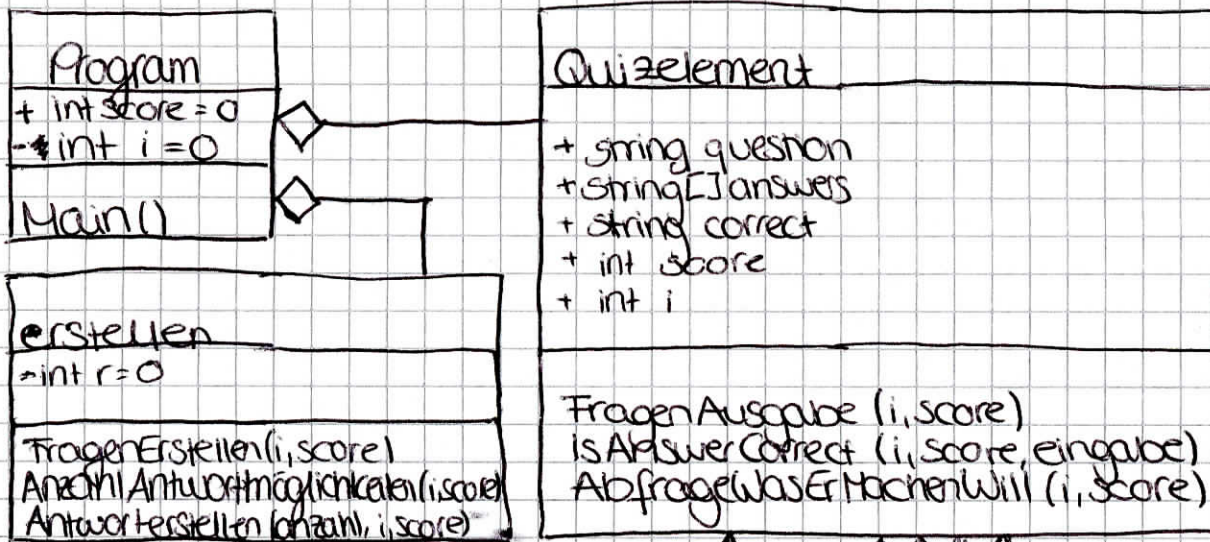 Program
+ int score = 0
- int i = 0
Main()
erstellen
- int r = 0
FragenErstellen(i, score)
AnzahlAntwortmöglichkeiten(i, score)
Antworterstellen (anzahl, i, score)
Quizelement
+ string question
+ string[] answers
+ string correct
+ int score
+ int i
FragenAusgabe (i, score)
isAnswerCorrect (i, score, eingabe)
AbfrageWasErMachenWill (i, score)